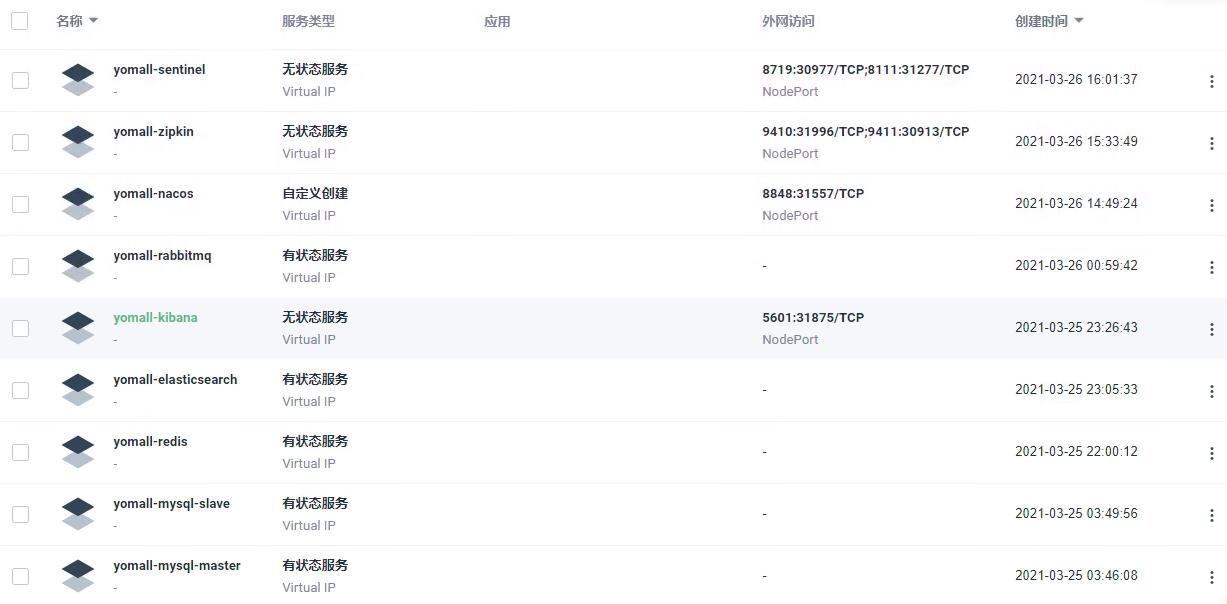 名称 服务类型 应用 外网访问 创建时间
yomall-sentinel 无状态服务 8719:30977/TCP;8111:31277/TCP 2021-03-26 16:01:37
- Virtual IP NodePort
yomall-zipkin 无状态服务 9410:31996/TCP;9411:30913/TCP 2021-03-26 15:33:49
- Virtual IP NodePort
yomall-nacos 自定义创建 8848:31557/TCP 2021-03-26 14:49:24
- Virtual IP NodePort
yomall-rabbitmq 有状态服务 - 2021-03-26 00:59:42
- Virtual IP
yomall-kibana 无状态服务 5601:31875/TCP 2021-03-25 23:26:43
- Virtual IP NodePort
yomall-elasticsearch 有状态服务 - 2021-03-25 23:05:33
- Virtual IP
yomall-redis 有状态服务 - 2021-03-25 22:00:12
- Virtual IP
yomall-mysql-slave 有状态服务 - 2021-03-25 03:49:56
- Virtual IP
yomall-mysql-master 有状态服务 - 2021-03-25 03:46:08
- Virtual IP